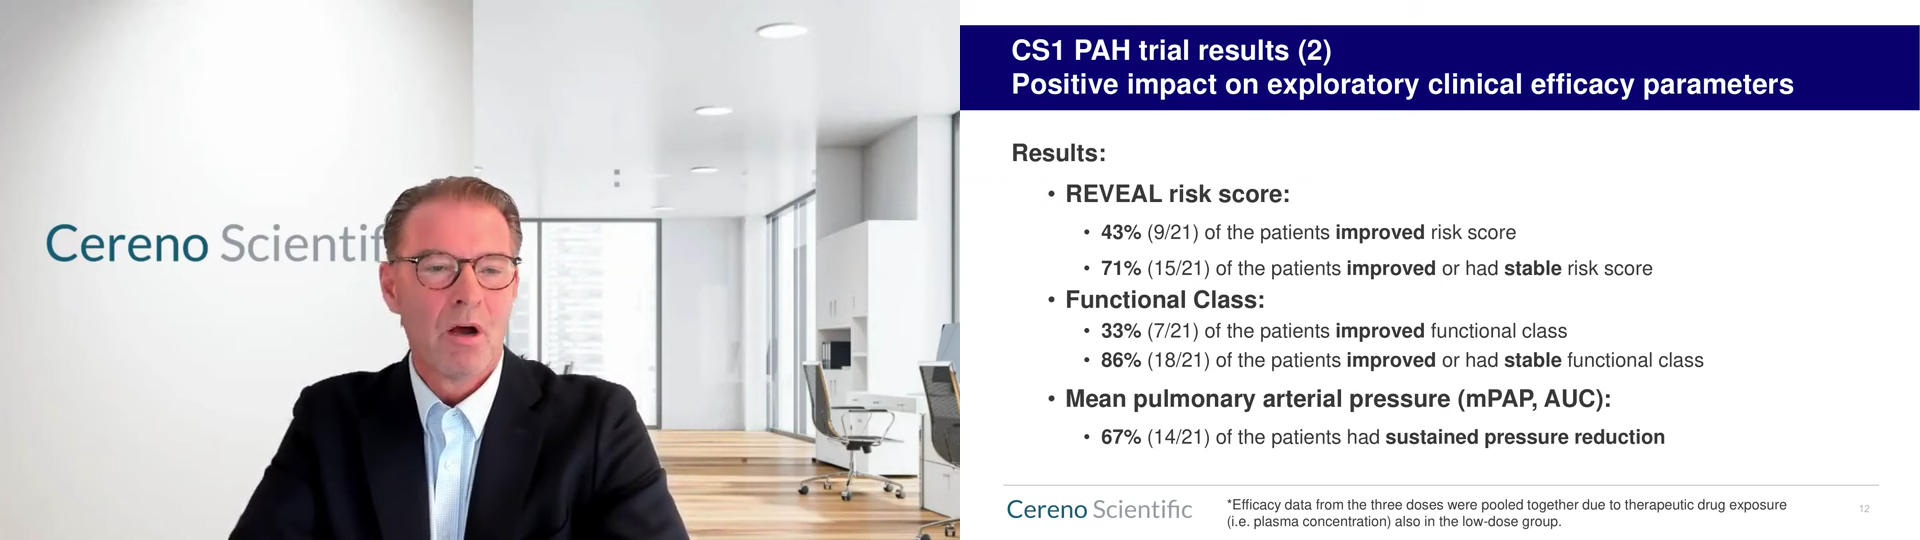 Cereno Scientif
CS1 PAH trial results (2)
Positive impact on exploratory clinical efficacy parameters
Results:
• REVEAL risk score:
• 43% (9/21) of the patients improved risk score
• 71% (15/21) of the patients improved or had stable risk score
• Functional Class:
• 33% (7/21) of the patients improved functional class
• 86% (18/21) of the patients improved or had stable functional class
• Mean pulmonary arterial pressure (mPAP, AUC):
• 67% (14/21) of the patients had sustained pressure reduction
Cereno Scientific
*Efficacy data from the three doses were pooled together due to therapeutic drug exposure
(i.e. plasma concentration) also in the low-dose group.
12